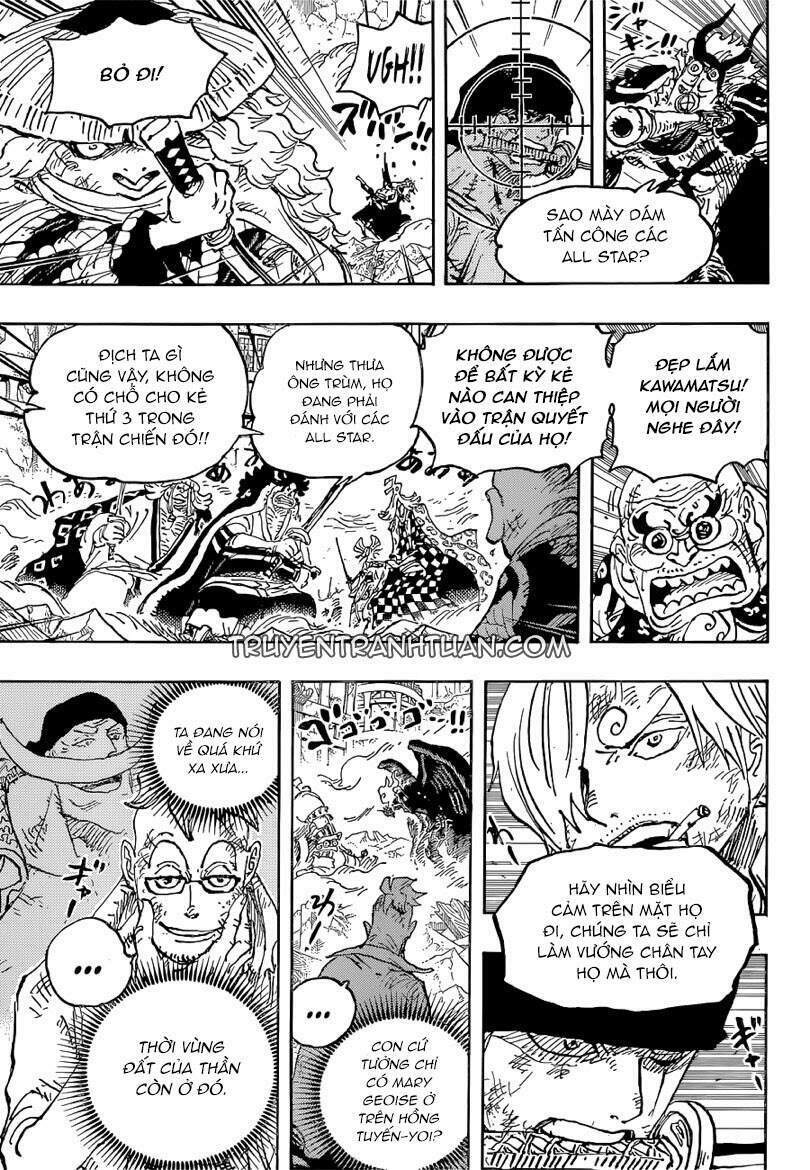 SAO MÀY DÁM
TẤN CÔNG CÁC
ALL STAR?
UGH!!
BỎ ĐI!
ĐẸP LẮM
KAWAMATSU!
MỌI NGƯỜI
NGHE ĐÂY!
KHÔNG ĐƯỢC
ĐỂ BẤT KỲ KẺ
NÀO CAN THIỆP
VÀO TRẬN QUYẾT
ĐẤU CỦA HỌ!
NHƯNG THƯA
ÔNG TRÙM, HỌ
ĐANG PHẢI
ĐÁNH VỚI CÁC
ALL STAR.
ĐỊCH TA GÌ
CŨNG VẬY, KHÔNG
CÓ CHỖ CHO KẺ
THỨ 3 TRONG
TRẬN CHIẾN ĐÓ!!
TRUYENTRANHTUAN.COM
HÃY NHÌN BIỂU
CẢM TRÊN MẶT HỌ
ĐI, CHÚNG TA SẼ CHỈ
LÀM VƯỚNG CHÂN TAY
HỌ MÀ THÔI.
ゴゴゴゴ…!!
...
CON CỨ
TƯỞNG CHỈ
CÓ MARY
GEOISE Ở
TRÊN HỒNG
TUYẾN-YOI?
TA ĐANG NÓI
VỀ QUÁ KHỨ
XA XƯA...
...
THỜI VÙNG
ĐẤT CỦA THẦN
CÒN Ở ĐÓ.